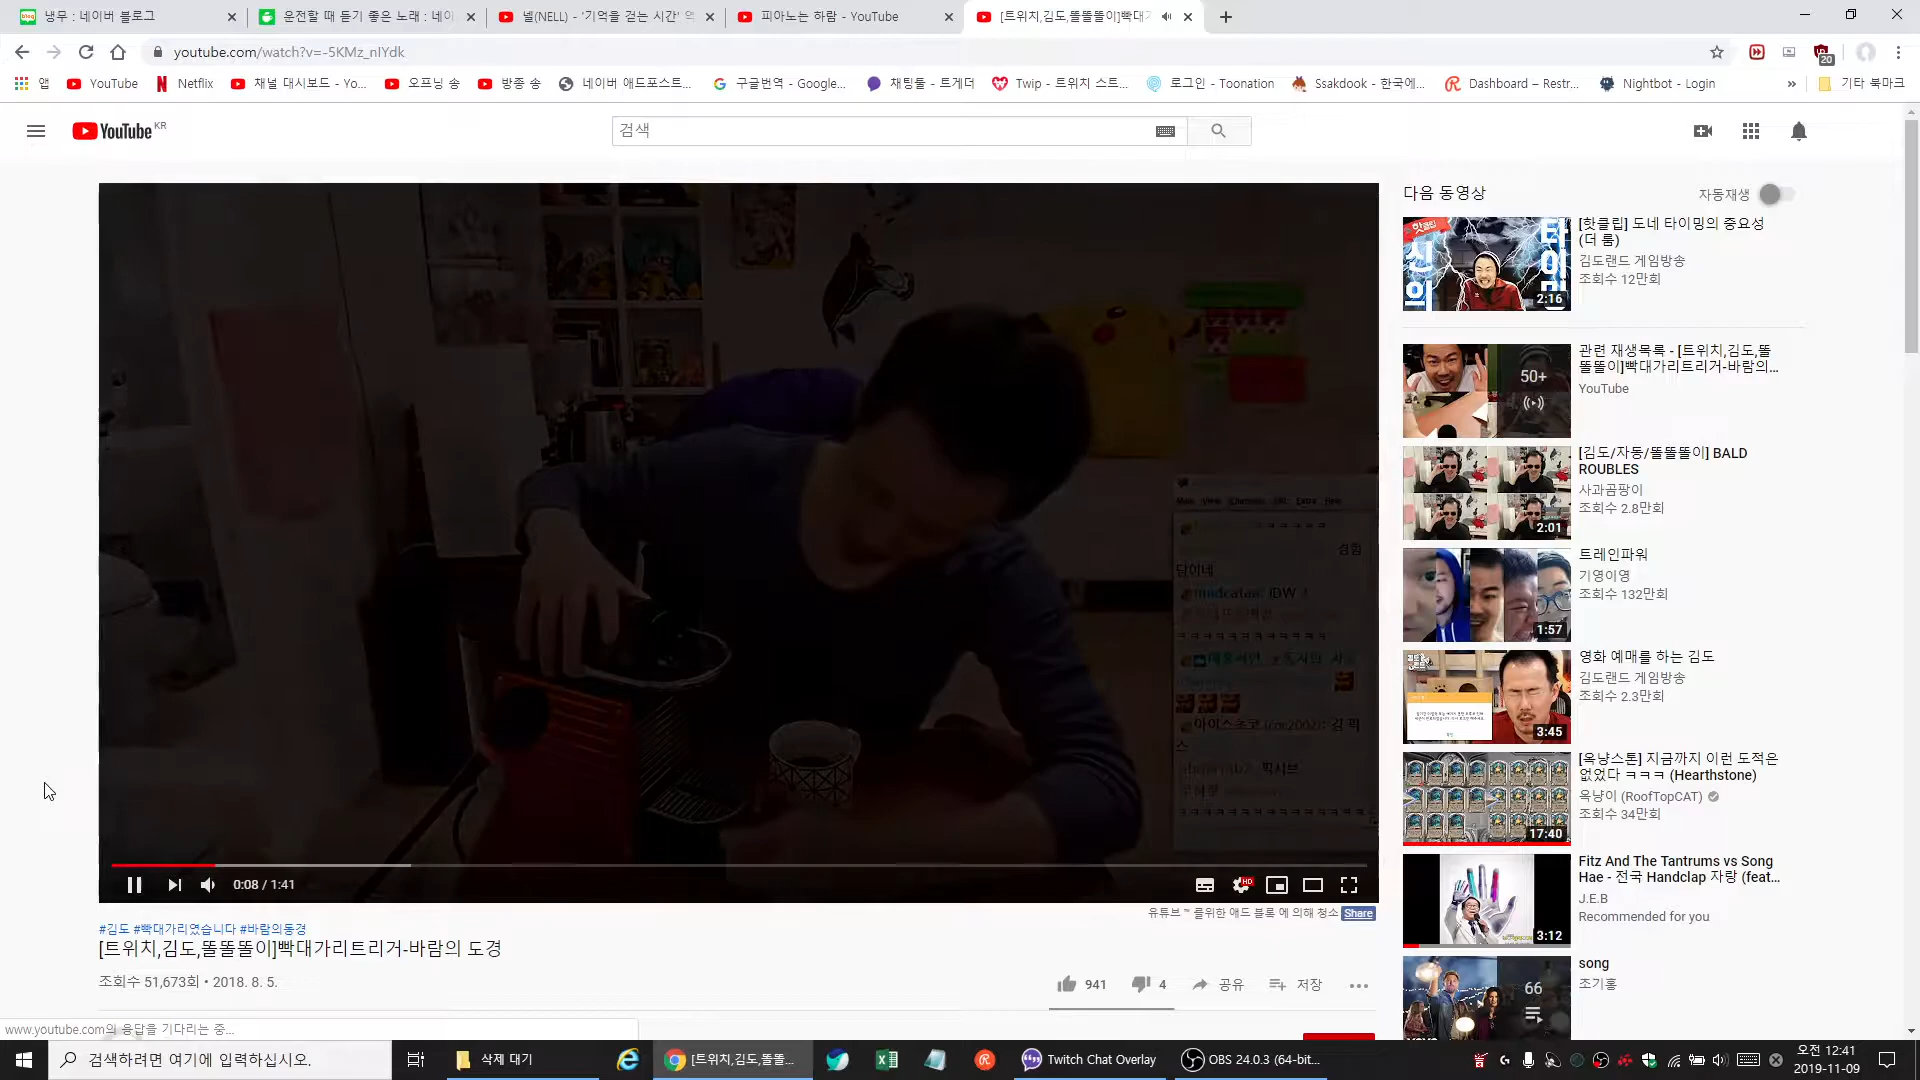 냉무 : 네이버 블로그
운전할 때 듣기 좋은 노래 : 네이
넬(NELL) - '기억을 걷는 시간' 역
피아노는 하람 - YouTube
[트위치,김도,똘똘똘이]빡대가
youtube.com/watch?v=-5KMz_nIYdk
20
앱
YouTube
Netflix
채널 대시보드 - Yo...
오프닝 송
방종 송
네이버 애드포스트...
구글번역 - Google...
채팅툴 - 트게더
Twip - 트위치 스트...
로그인 - Toonation
Ssakdook - 한국에...
Dashboard – Restr...
Nightbot - Login
»
기타 북마크
YouTube KR
검색
다음 동영상
자동재생
[핫클립] 도네 타이밍의 중요성
(더 룸)
김도랜드 게임방송
조회수 12만회
2:16
관련 재생목록 - [트위치,김도,똘
똘똘이]빡대가리트리거-바람의...
YouTube
50+
[김도/자동/똘똘똘이] BALD
ROUBLES
사과곰팡이
조회수 2.8만회
2:01
트레인파워
기영이영
조회수 132만회
1:57
영화 예매를 하는 김도
김도랜드 게임방송
조회수 2.3만회
3:45
[옥냥스톤] 지금까지 이런 도적은
없었다 ㅋㅋㅋ (Hearthstone)
옥냥이 (RoofTopCAT)
조회수 34만회
17:40
Fitz And The Tantrums vs Song
Hae - 전국 Handclap 자랑 (feat...
J.E.B
Recommended for you
3:12
song
조기흥
66
0:08 / 1:41
HD
유튜브 ™ 를위한 애드 블록 에 의해 청소 Share
#김도 #빡대가리였습니다 #바람의동경
[트위치,김도,똘똘똘이]빡대가리트리거-바람의 도경
조회수 51,673회 • 2018. 8. 5.
941
4
공유
저장
www.youtube.com의 응답을 기다리는 중...
검색하려면 여기에 입력하십시오.
삭제 대기
[트위치,김도,똘똘...
Twitch Chat Overlay
OBS 24.0.3 (64-bit...
오전 12:41
2019-11-09